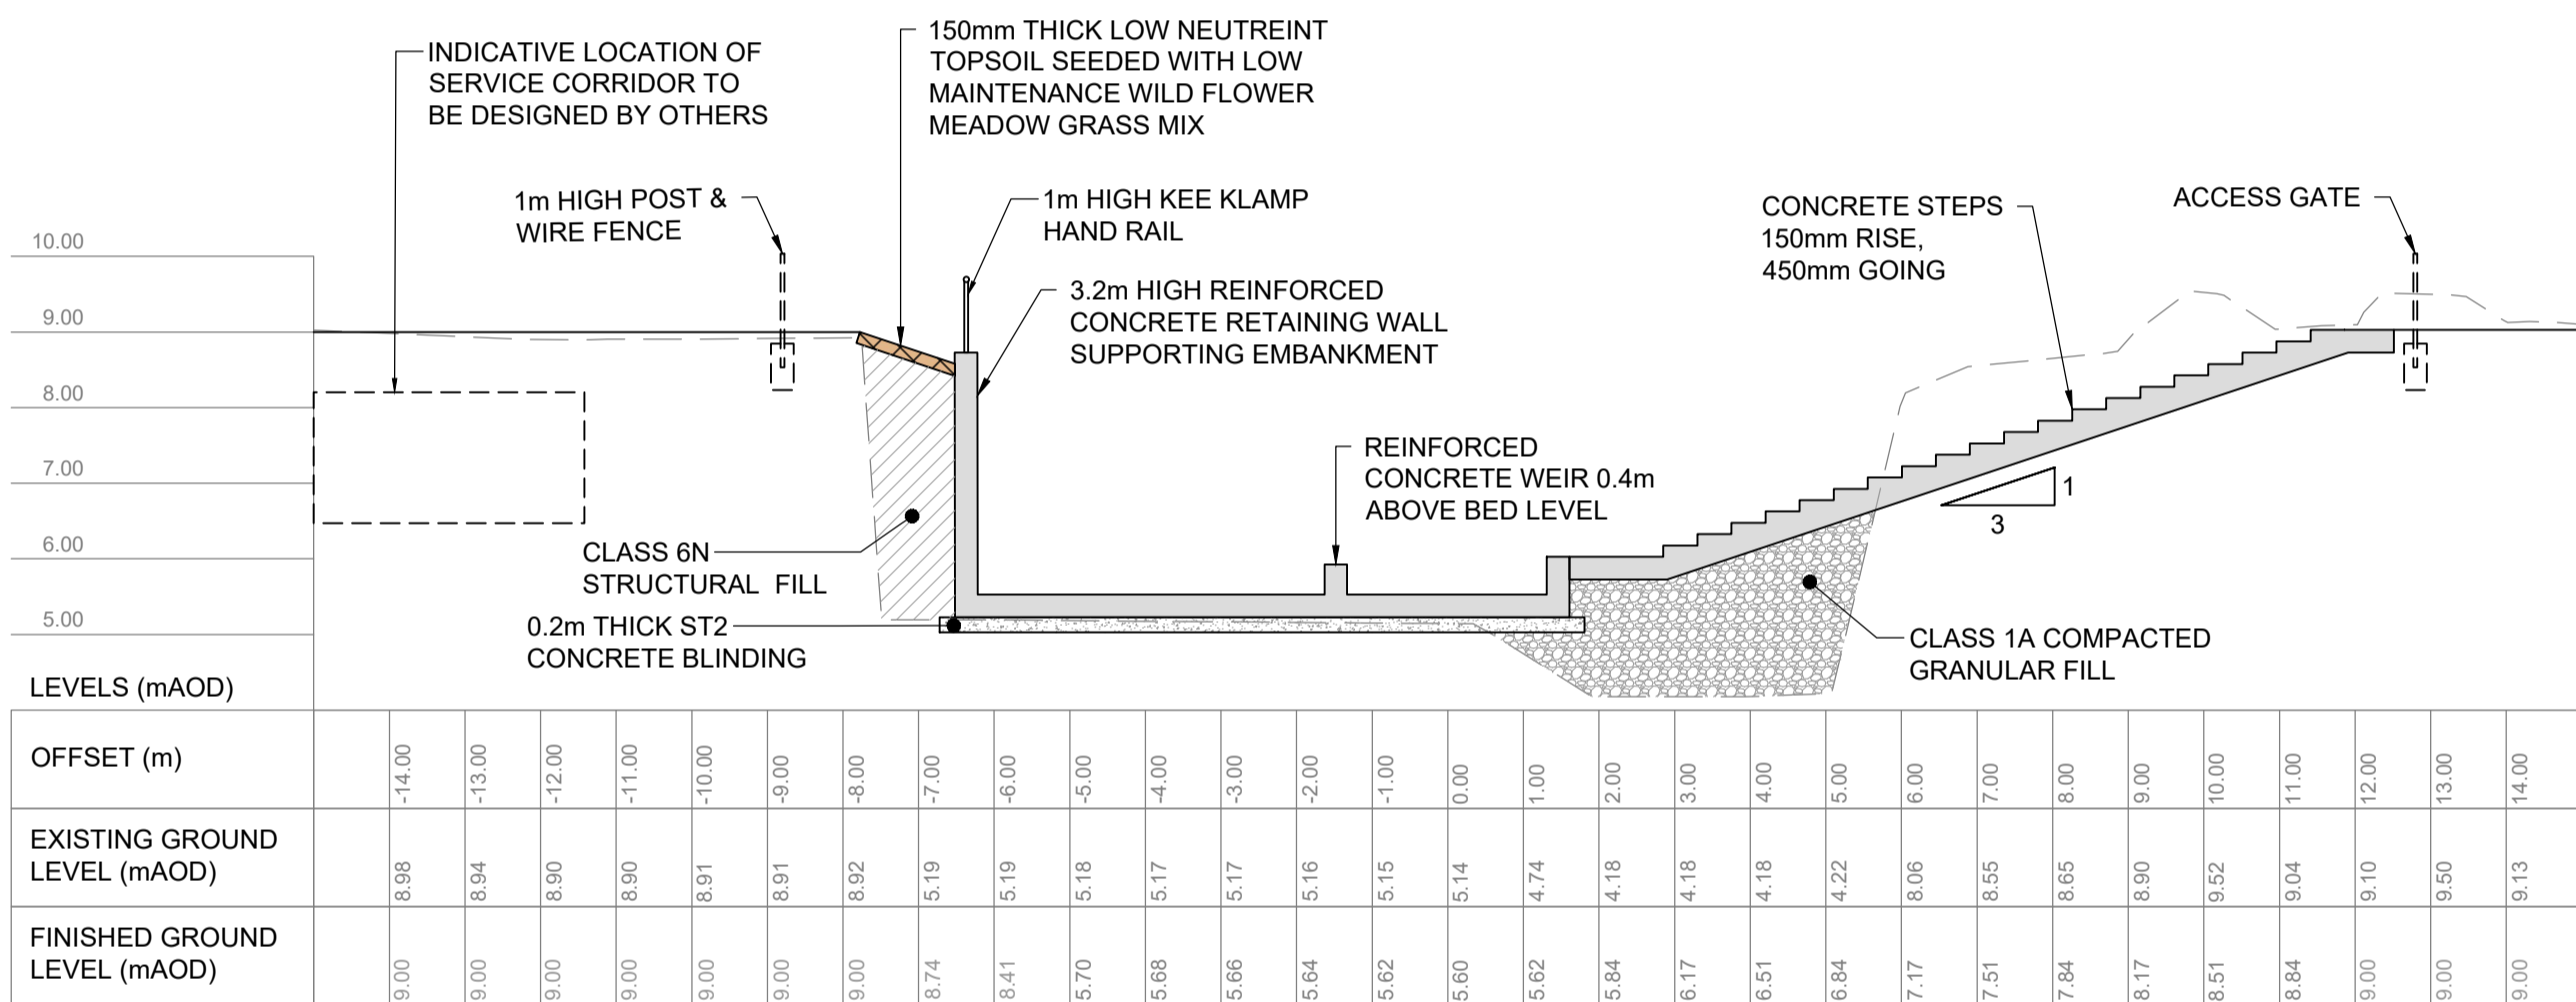 INDICATIVE LOCATION OF
SERVICE CORRIDOR TO
BE DESIGNED BY OTHERS
150mm THICK LOW NEUTREINT
TOPSOIL SEEDED WITH LOW
MAINTENANCE WILD FLOWER
MEADOW GRASS MIX
1m HIGH POST &
WIRE FENCE
1m HIGH KEE KLAMP
HAND RAIL
3.2m HIGH REINFORCED
CONCRETE RETAINING WALL
SUPPORTING EMBANKMENT
CONCRETE STEPS
150mm RISE,
450mm GOING
ACCESS GATE
REINFORCED
CONCRETE WEIR 0.4m
ABOVE BED LEVEL
1
3
CLASS 6N
STRUCTURAL FILL
0.2m THICK ST2
CONCRETE BLINDING
CLASS 1A COMPACTED
GRANULAR FILL
10.00
9.00
8.00
7.00
6.00
5.00
LEVELS (mAOD)
OFFSET (m) -14.00 -13.00 -12.00 -11.00 -10.00 -9.00 -8.00 -7.00 -6.00 -5.00 -4.00 -3.00 -2.00 -1.00 0.00 1.00 2.00 3.00 4.00 5.00 6.00 7.00 8.00 9.00 10.00 11.00 12.00 13.00 14.00
EXISTING GROUND
LEVEL (mAOD) 8.98 8.94 8.90 8.90 8.91 8.91 8.92 5.19 5.19 5.18 5.17 5.17 5.16 5.15 5.14 4.74 4.18 4.18 4.18 4.22 8.06 8.55 8.65 8.90 9.52 9.04 9.10 9.50 9.13
FINISHED GROUND
LEVEL (mAOD) 9.00 9.00 9.00 9.00 9.00 9.00 9.00 8.74 8.41 5.70 5.68 5.66 5.64 5.62 5.60 5.62 5.84 6.17 6.51 6.84 7.17 7.51 7.84 8.17 8.51 8.84 9.00 9.00 9.00